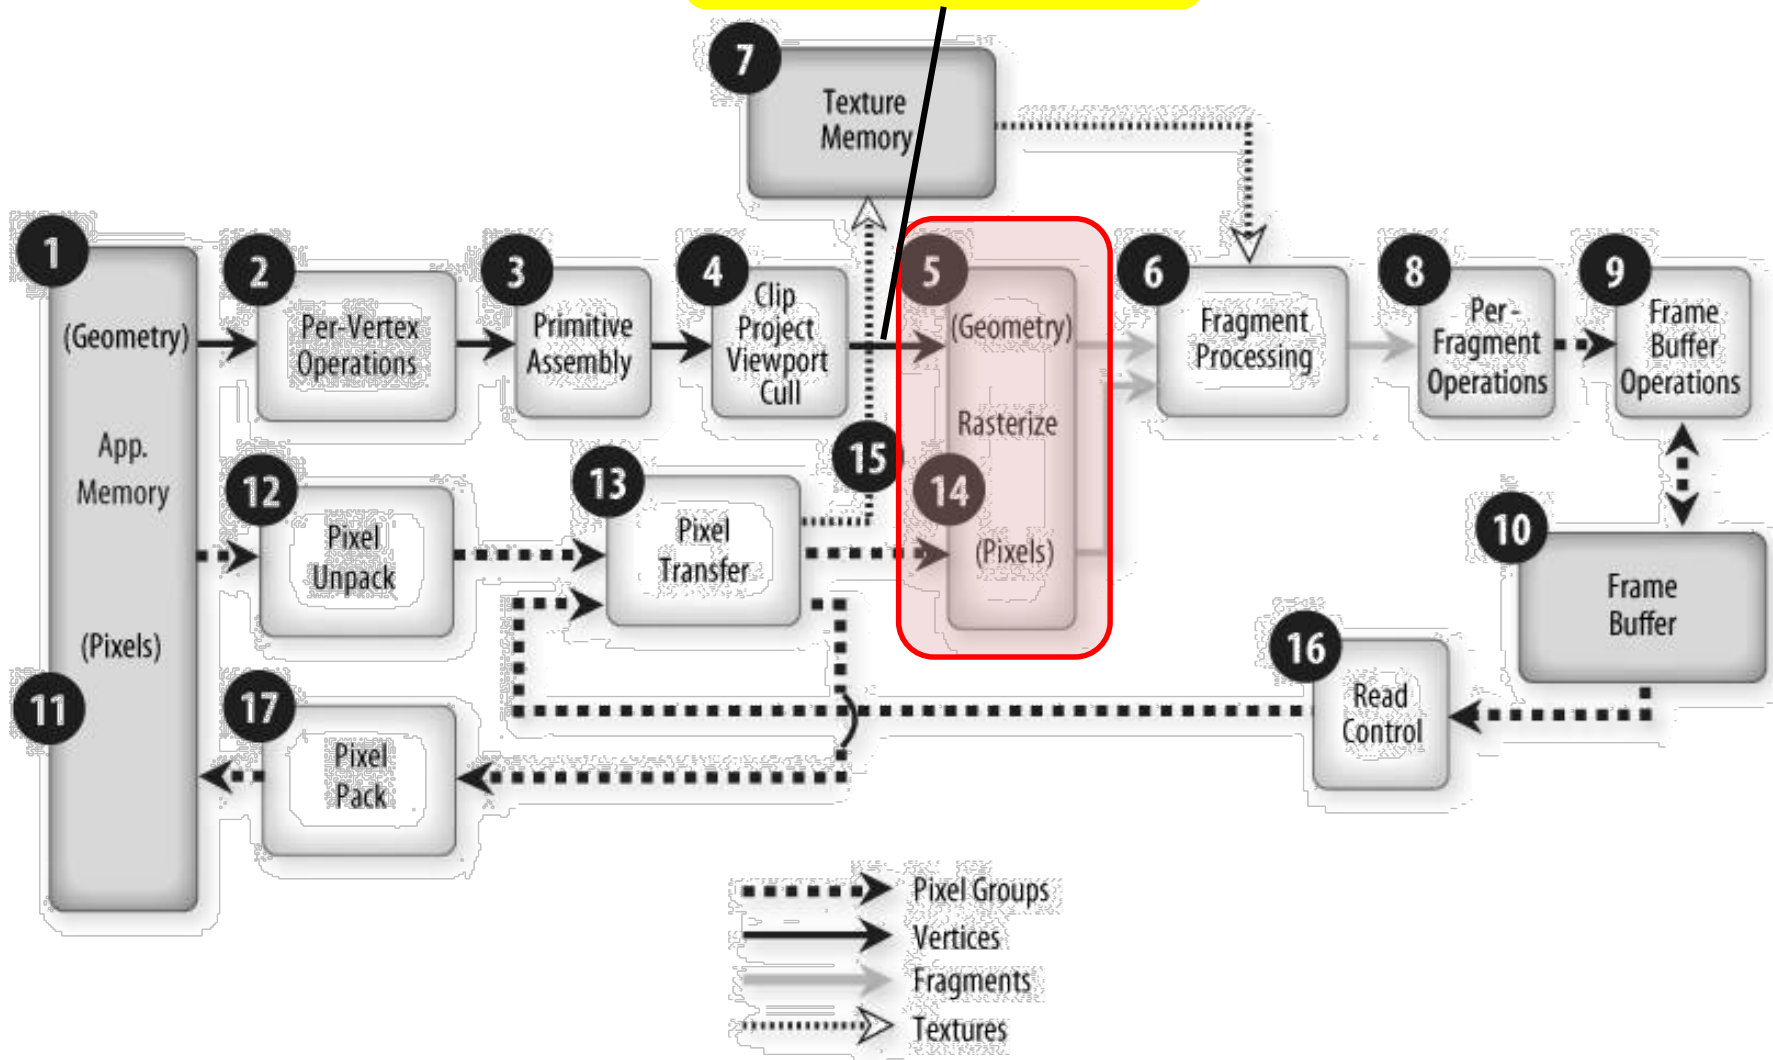 7
Texture
Memory
1
(Geometry)
App.
Memory
(Pixels)
11
2
Per-Vertex
Operations
3
Primitive
Assembly
4
Clip
Project
Viewport
Cull
5
(Geometry)
Rasterize
14
(Pixels)
6
Fragment
Processing
8
Per-
Fragment
Operations
9
Frame
Buffer
Operations
12
Pixel
Unpack
13
Pixel
Transfer
15
10
Frame
Buffer
16
Read
Control
17
Pixel
Pack
Pixel Groups
Vertices
Fragments
Textures